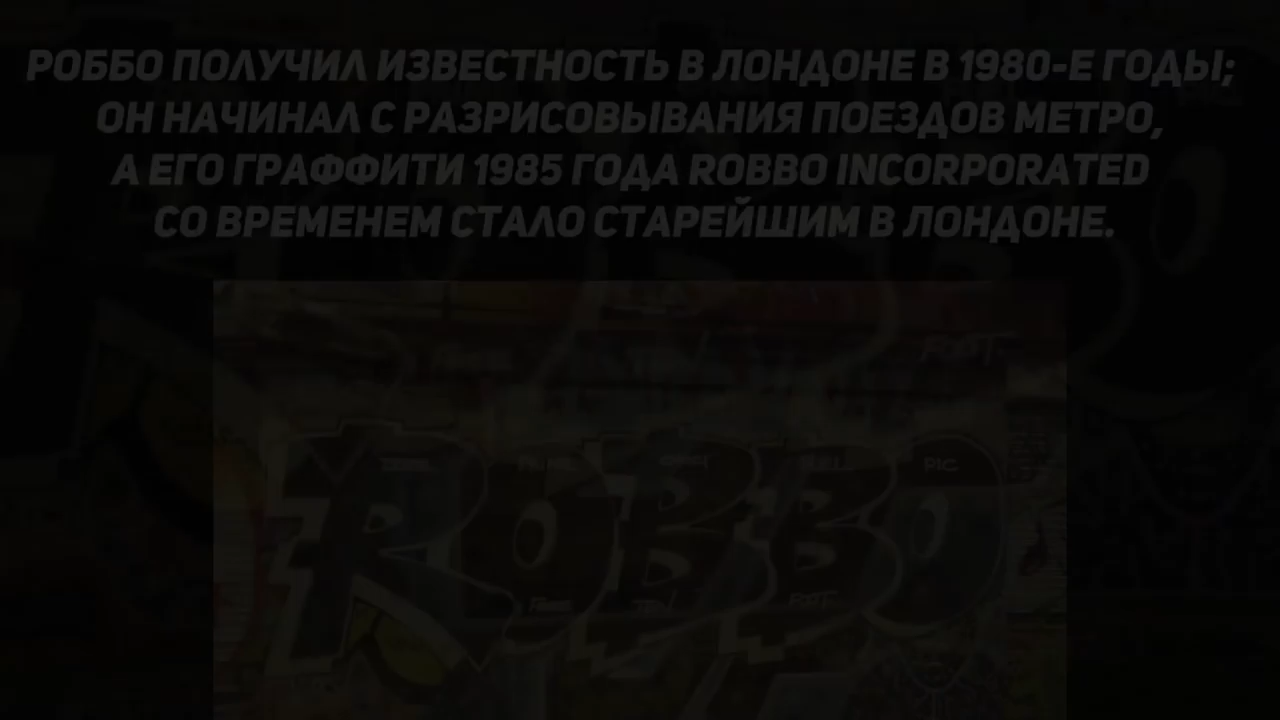 РОББО ПОЛУЧИЛ ИЗВЕСТНОСТЬ В ЛОНДОНЕ В 1980-Е ГОДЫ;
ОН НАЧИНАЛ С РАЗРИСОВЫВАНИЯ ПОЕЗДОВ МЕТРО,
А ЕГО ГРАФФИТИ 1985 ГОДА ROBBO INCORPORATED
СО ВРЕМЕНЕМ СТАЛО СТАРЕЙШИМ В ЛОНДОНЕ.
ROBBO